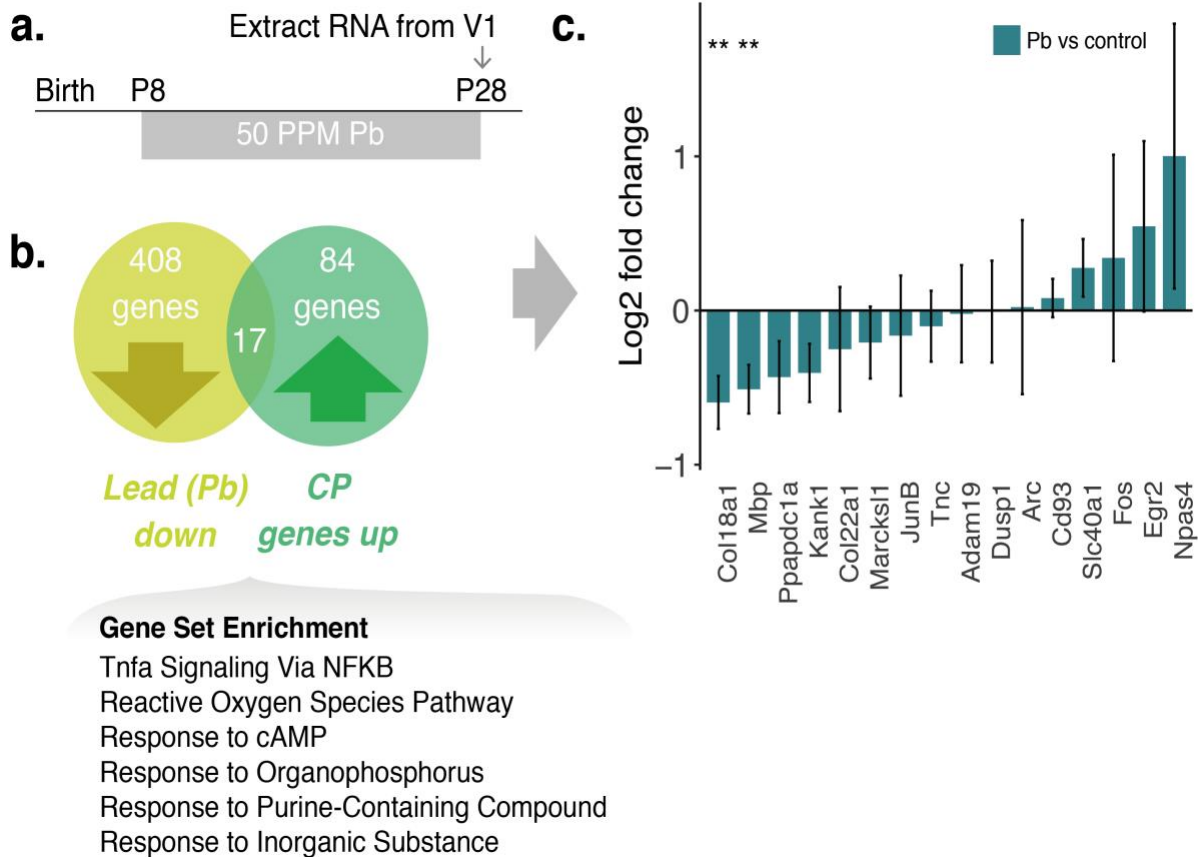 a.
Extract RNA from V1
Birth P8 P28
50 PPM Pb
b.
408
genes
17
84
genes
Lead (Pb)
down
CP
genes up
Gene Set Enrichment
Tnfa Signaling Via NFKB
Reactive Oxygen Species Pathway
Response to cAMP
Response to Organophosphorus
Response to Purine-Containing Compound
Response to Inorganic Substance
c.
** **
Pb vs control
Log2 fold change
1
0
−1
Col18a1
Mbp
Ppapdc1a
Kank1
Col22a1
Marcksl1
JunB
Tnc
Adam19
Dusp1
Arc
Cd93
Slc40a1
Fos
Egr2
Npas4